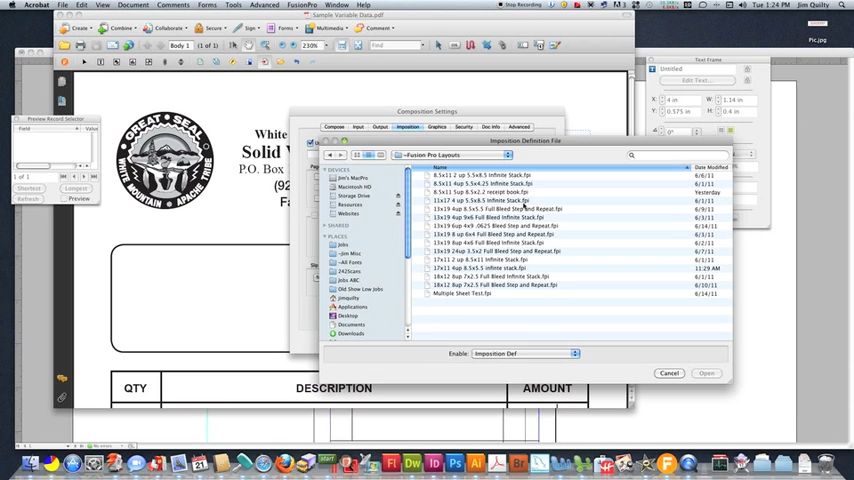 Acrobat File Edit View Document Comments Forms Tools Advanced FusionPro Window Help
Tue 1:24 PM Jim Quilty
Sample Variable Data.pdf
Create Combine Collaborate Secure Sign Forms Multimedia Comment
Body 1 (1 of 1) 230% Find
Pic.jpg
Text Frame
Untitled
Edit Text...
X: 4 in W: 1.14 in
Y: 0.575 in H: 0.4 in
0°
Preview Record Selector
Field Value
1 of 1
Shortest Longest
Refresh Preview
GREAT SEAL
WHITE MOUNTAIN APACHE TRIBE
White
Solid
P.O. Box
(92
Fa
Composition Settings
Compose Input Output Imposition Graphics Security Doc Info Advanced
Imposition Definition File
~Fusion Pro Layouts
DEVICES
Jim's MacPro
Macintosh HD
Storage Drive
Resources
Websites
SHARED
PLACES
Jobs
~Jim Misc
~All Fonts
242Scans
Jobs ABC
Old Show Low Jobs
jimquilty
Applications
Desktop
Documents
Downloads
Name Date Modified
8.5x11 2 up 5.5x8.5 Infinite Stack.fpi 6/6/11
8.5x11 4up 5.5x4.25 Infinite Stack.fpi 6/1/11
8.5x11 5up 8.5x2.2 receipt book.fpi Yesterday
11x17 4 up 5.5x8.5 Infinite Stack.fpi 6/1/11
13x19 4up 8.5x5.5 Full Bleed Step and Repeat.fpi 6/9/11
13x19 4up 9x6 Full Bleed Infinite Stack.fpi 6/1/11
13x19 6up 4x9 .0625 Bleed Step and Repeat.fpi 6/14/11
13x19 8 up 6x4 Full Bleed Step and Repeat.fpi 6/1/11
13x19 8up 4x6 Full Bleed Infinite Stack.fpi 6/2/11
13x19 24up 3.5x2 Full Bleed Step and Repeat.fpi 6/1/11
17x11 2 up 8.5x11 Infinite Stack.fpi 6/1/11
17x11 4up 8.5x5.5 infinite stack.fpi 11:29 AM
18x12 8up 7x2.5 Full Bleed Infinite Stack.fpi 6/1/11
18x12 8up 7x2.5 Full Bleed Step and Repeat.fpi 6/10/11
Multiple Sheet Test.fpi 6/14/11
Enable: Imposition Def
Cancel Open
QTY DESCRIPTION AMOUNT